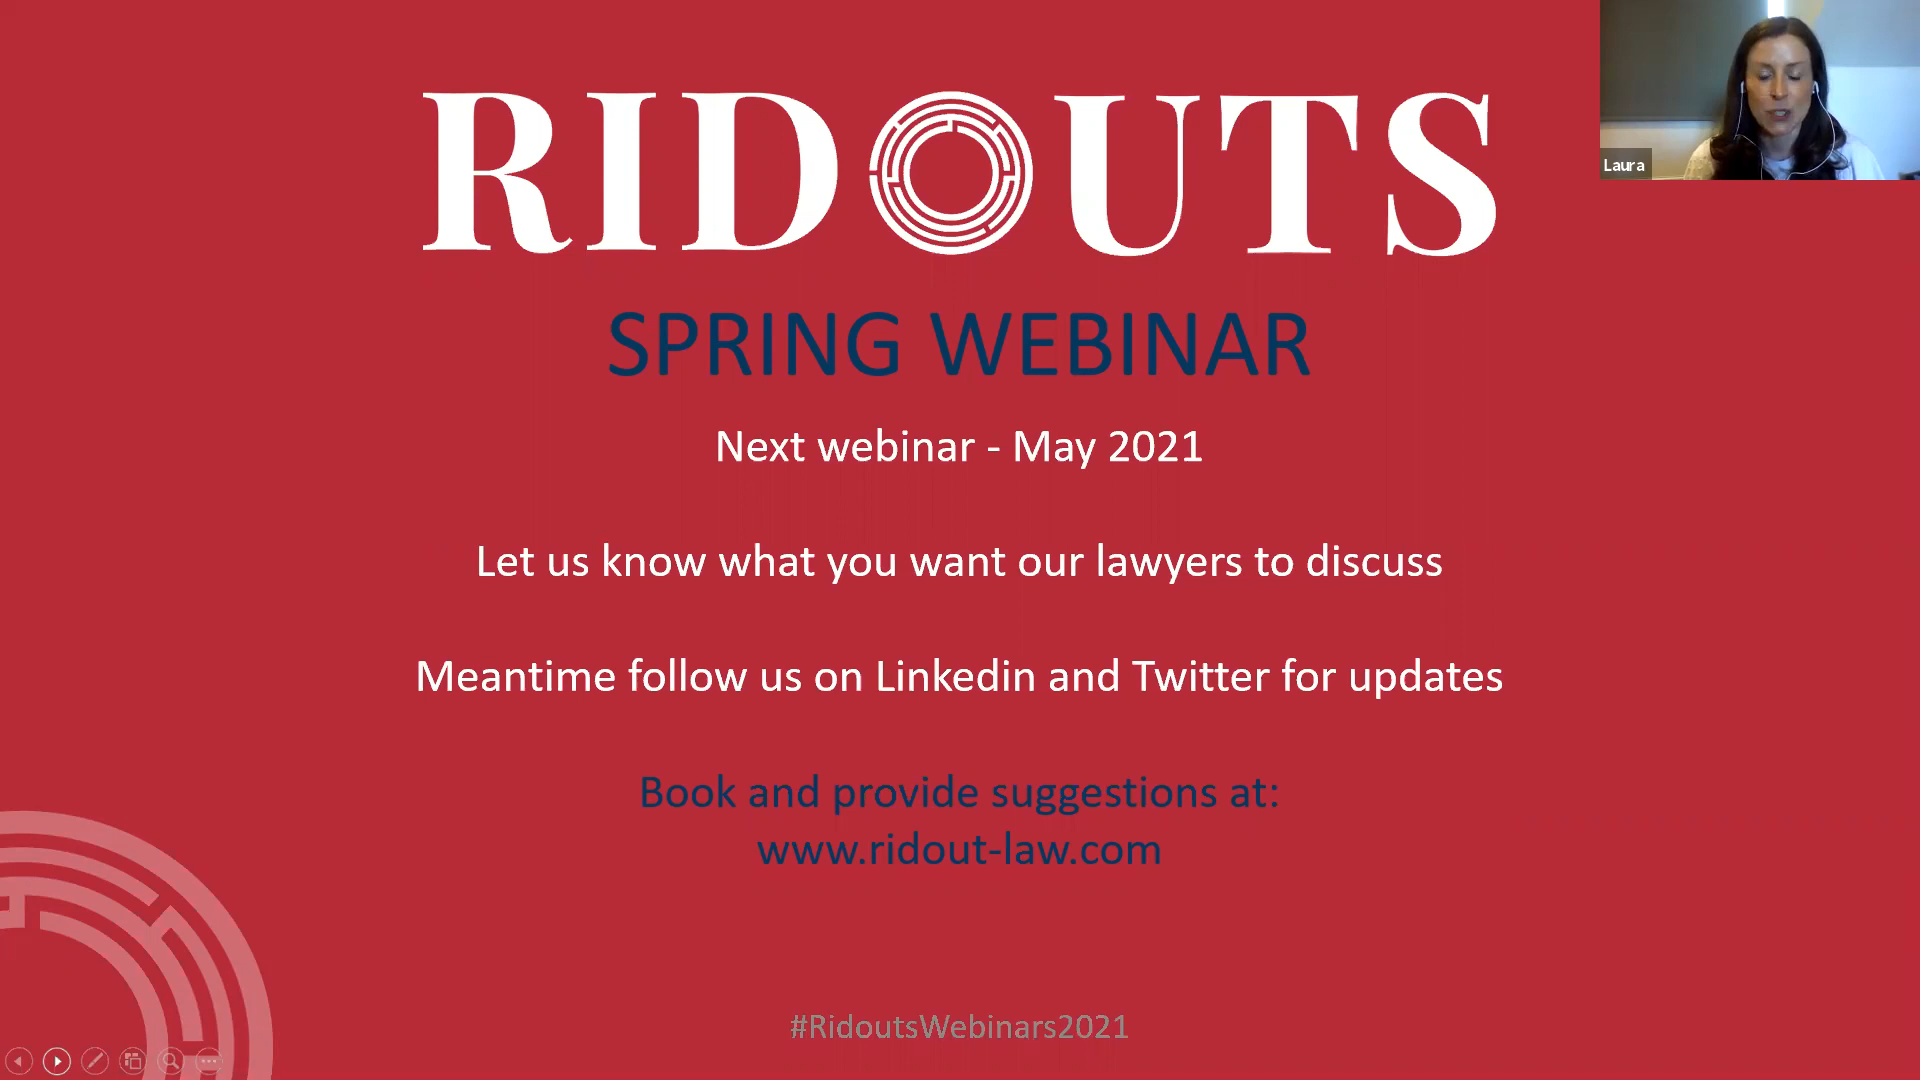 RIDOUTS
Laura
SPRING WEBINAR
Next webinar - May 2021
Let us know what you want our lawyers to discuss
Meantime follow us on Linkedin and Twitter for updates
Book and provide suggestions at:
www.ridout-law.com
#RidoutsWebinars2021